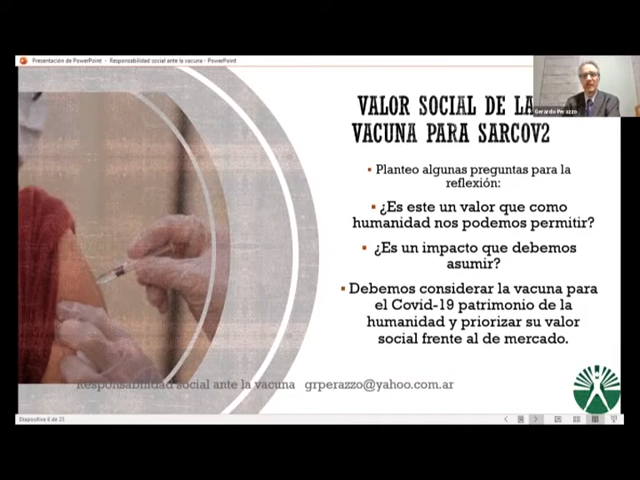 Presentación de PowerPoint - Responsabilidad social ante la vacuna - PowerPoint
Gerardo Perazzo
VALOR SOCIAL DE LA
VACUNA PARA SARCOV2
Planteo algunas preguntas para la
reflexión:
¿Es este un valor que como
humanidad nos podemos permitir?
¿Es un impacto que debemos
asumir?
Debemos considerar la vacuna para
el Covid-19 patrimonio de la
humanidad y priorizar su valor
social frente al de mercado.
Responsabilidad social ante la vacuna grperazzo@yahoo.com.ar
Diapositiva 8 de 21